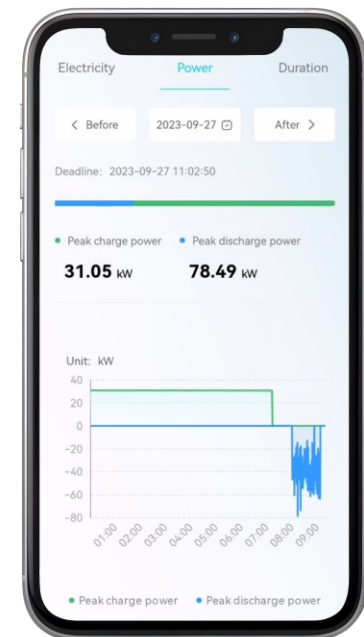 Electricity Power Duration
< Before 2023-09-27 After >
Deadline: 2023-09-27 11:02:50
Peak charge power Peak discharge power
31.05 kW 78.49 kW
Unit: kW
40
20
0
-20
-40
-60
-80
01:00 02:00 03:00 04:00 05:00 06:00 07:00 08:00 09:00
Peak charge power Peak discharge power